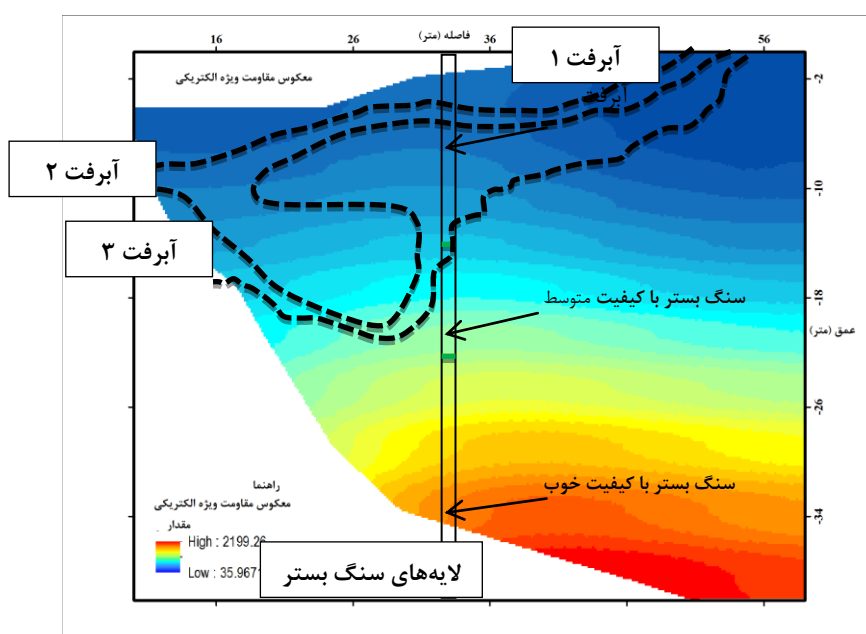 فاصله (متر)
16
26
36
56
آبرفت ۱
معکوس مقاومت ویژه الکتریکی
-2
آبرفت
آبرفت ۲
-10
آبرفت ۳
-18
سنگ بستر با کیفیت متوسط
عمق (متر)
-26
سنگ بستر با کیفیت خوب
راهنما
معکوس مقاومت ویژه الکتریکی
مقدار
-34
High : 2199.26
Low : 35.9671
لایه‌های سنگ بستر